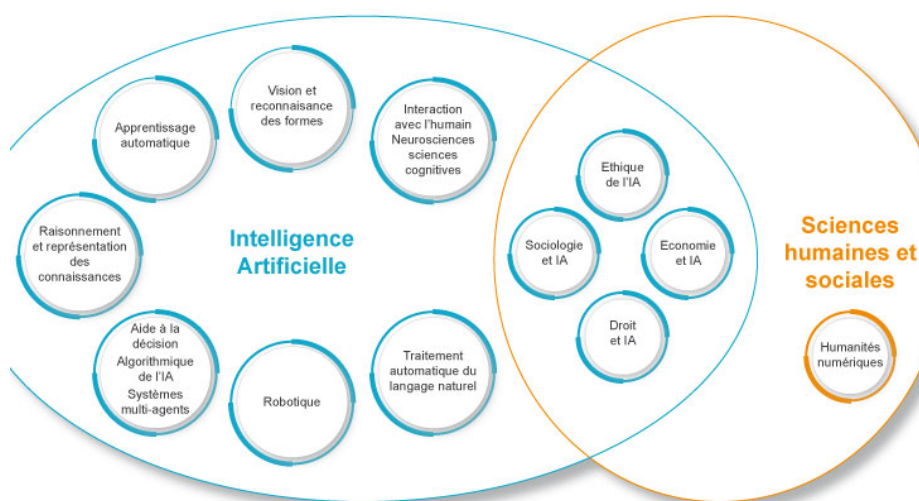 Vision et
reconnaisance
des formes
Apprentissage
automatique
Interaction
avec l'humain
Neurosciences
sciences
cognitives
Raisonnement
et représentation
des
connaissances
Intelligence
Artificielle
Aide à la
décision
Algorithmique
de l'IA
Systèmes
multi-agents
Robotique
Traitement
automatique du
langage naturel
Ethique
de l'IA
Sociologie
et IA
Economie
et IA
Droit
et IA
Sciences
humaines et
sociales
Humanités
numériques